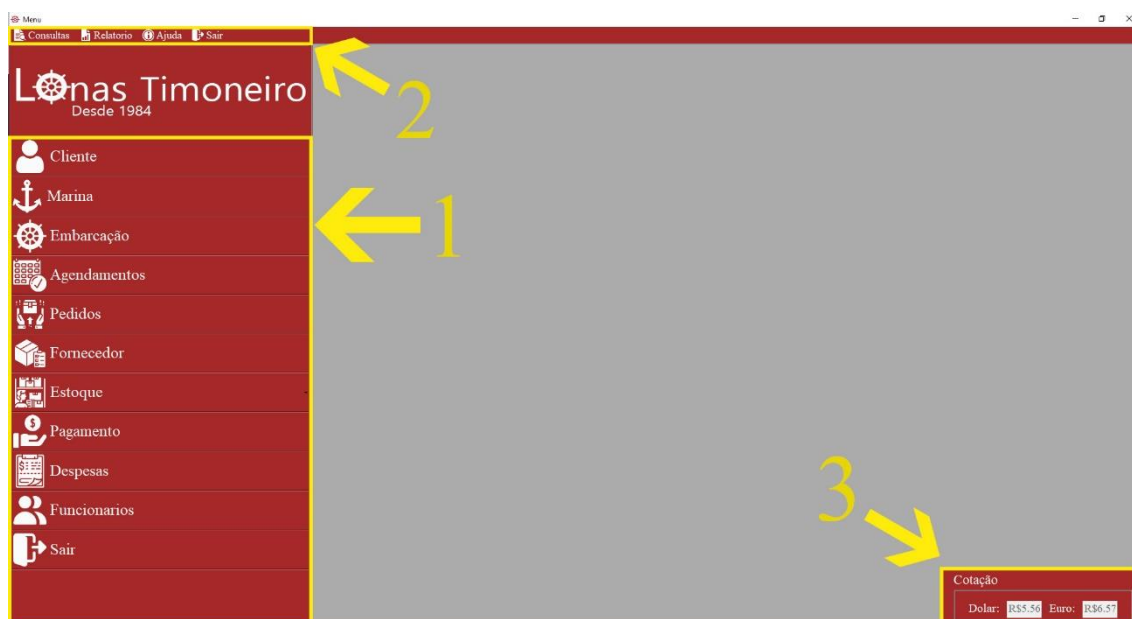 Menu
Consultas Relatorio Ajuda Sair
Lonas Timoneiro
Desde 1984
2
Cliente
Marina
1
Embarcação
Agendamentos
Pedidos
Fornecedor
Estoque
Pagamento
Despesas
3
Funcionarios
Sair
Cotação
Dolar: R$5.56 Euro: R$6.57